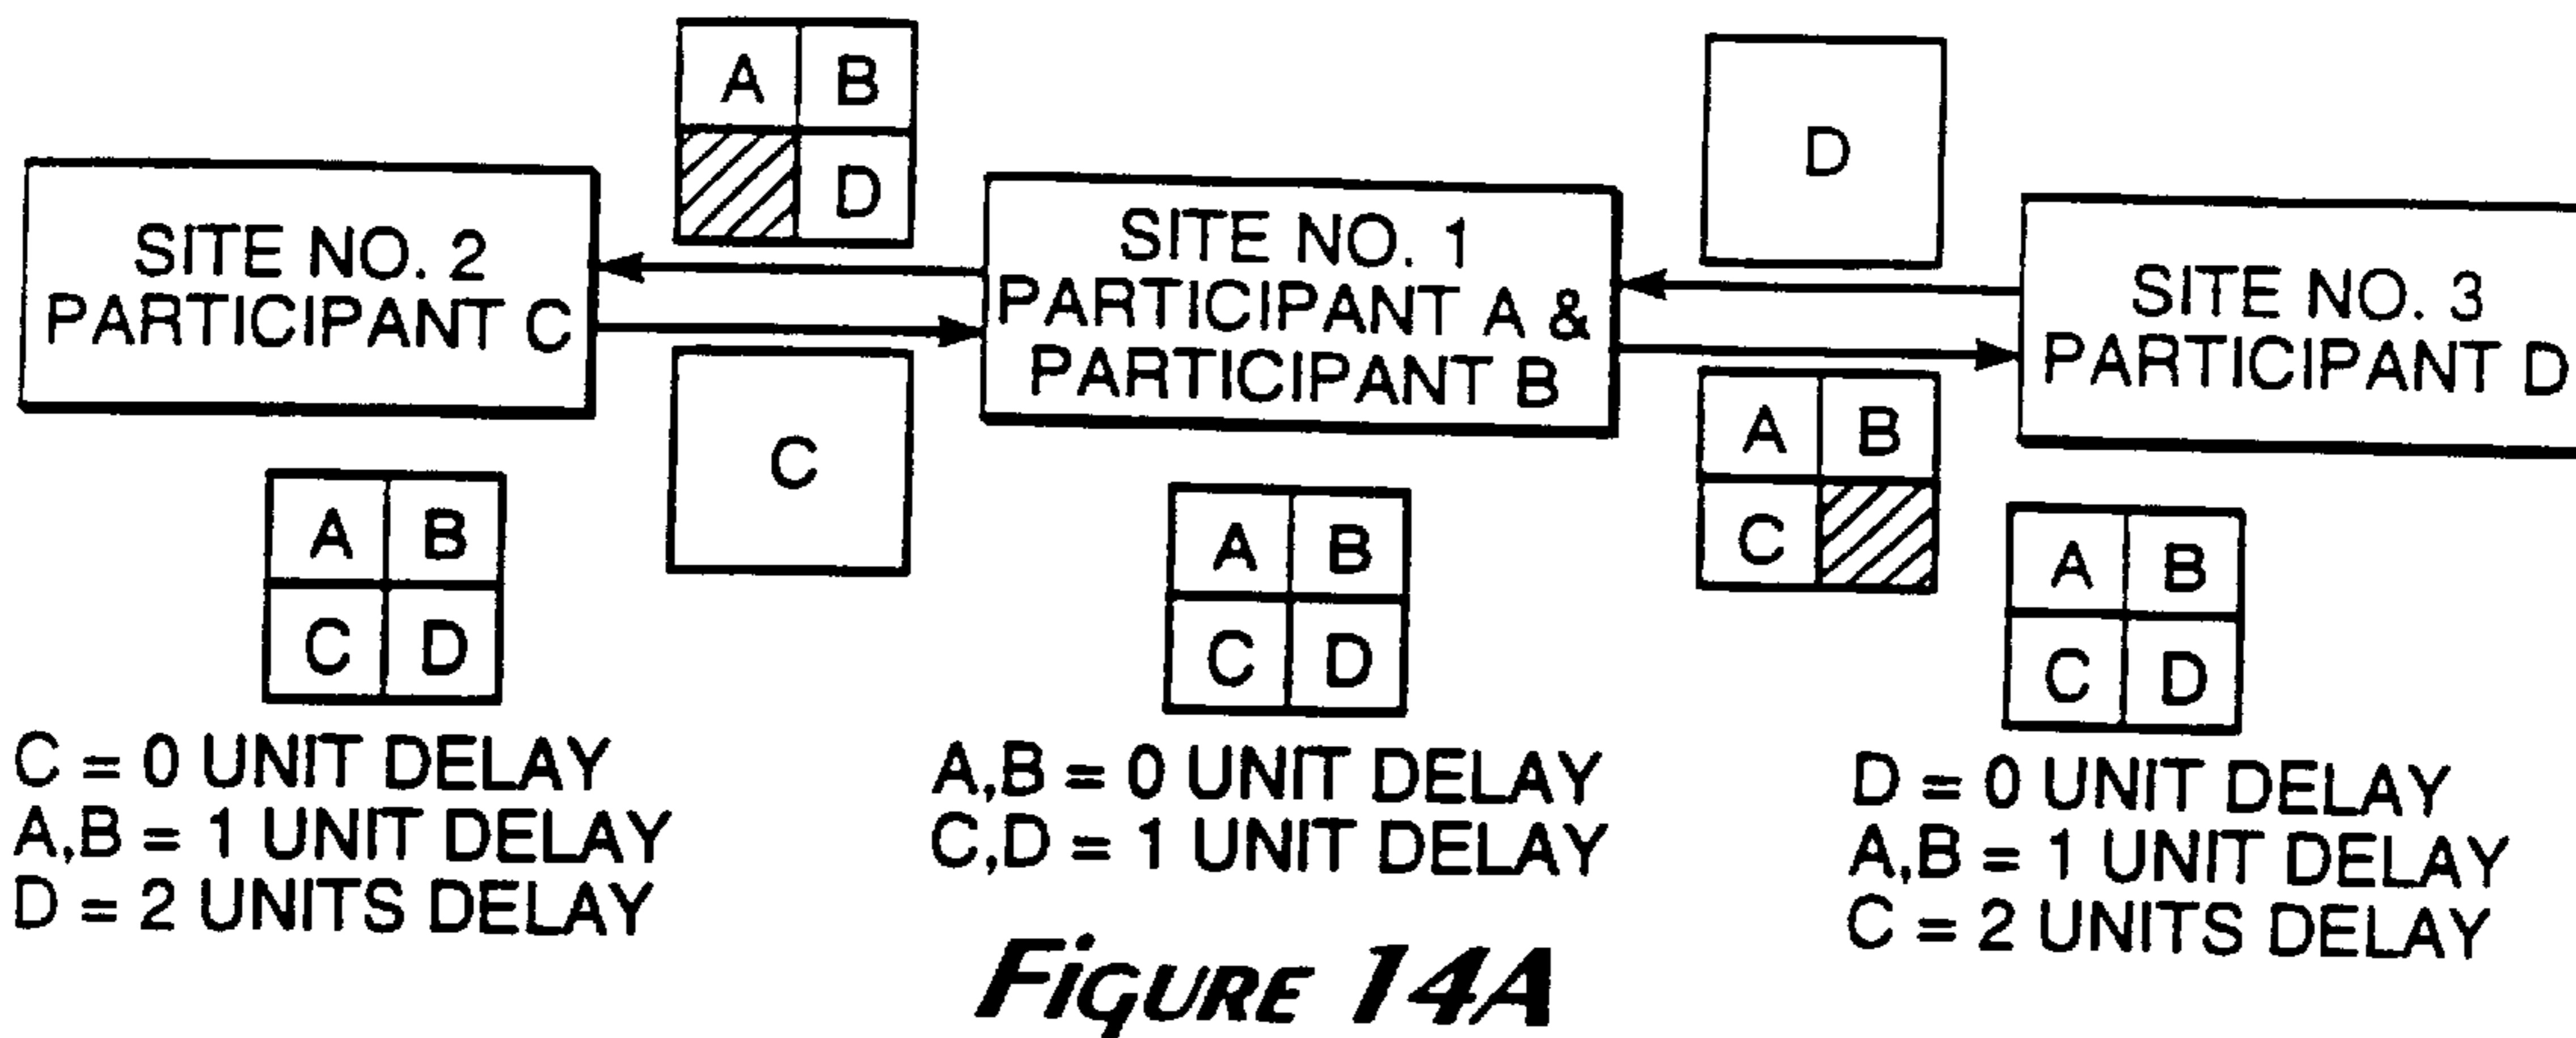 A B
D
D
SITE NO. 2
PARTICIPANT C
SITE NO. 1
PARTICIPANT A &
PARTICIPANT B
SITE NO. 3
PARTICIPANT D
C
A B
C
A B
C D
A B
C D
A B
C D
C = 0 UNIT DELAY
A,B = 1 UNIT DELAY
D = 2 UNITS DELAY
A,B = 0 UNIT DELAY
C,D = 1 UNIT DELAY
D = 0 UNIT DELAY
A,B = 1 UNIT DELAY
C = 2 UNITS DELAY
FIGURE 14A